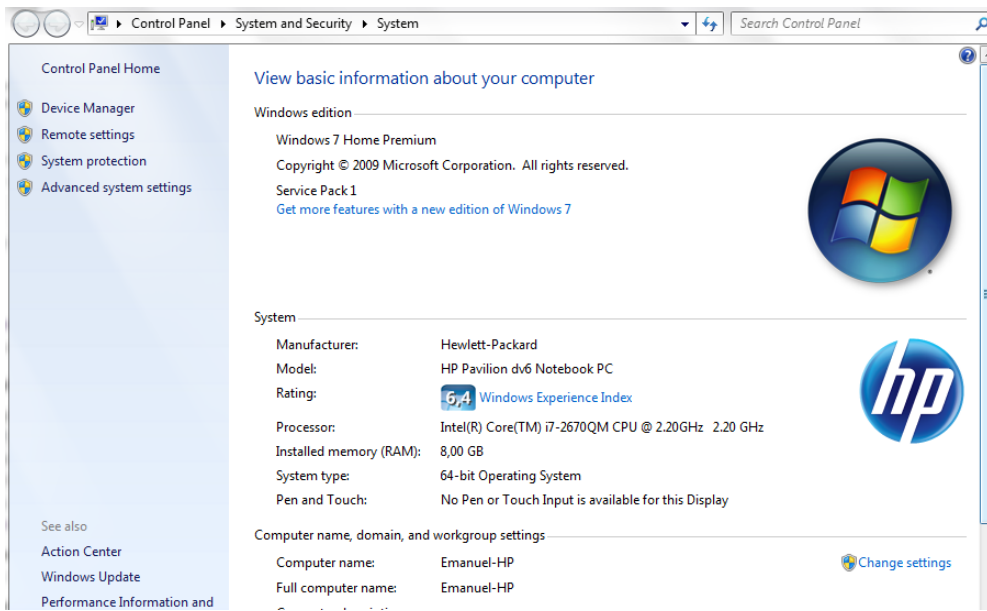 Control Panel ▸ System and Security ▸ System
Search Control Panel
Control Panel Home
Device Manager
Remote settings
System protection
Advanced system settings
See also
Action Center
Windows Update
Performance Information and
View basic information about your computer
Windows edition
Windows 7 Home Premium
Copyright © 2009 Microsoft Corporation. All rights reserved.
Service Pack 1
Get more features with a new edition of Windows 7
System
Manufacturer: Hewlett-Packard
Model: HP Pavilion dv6 Notebook PC
Rating: 6,4 Windows Experience Index
Processor: Intel(R) Core(TM) i7-2670QM CPU @ 2.20GHz 2.20 GHz
Installed memory (RAM): 8,00 GB
System type: 64-bit Operating System
Pen and Touch: No Pen or Touch Input is available for this Display
hp
Computer name, domain, and workgroup settings
Computer name: Emanuel-HP
Change settings
Full computer name: Emanuel-HP